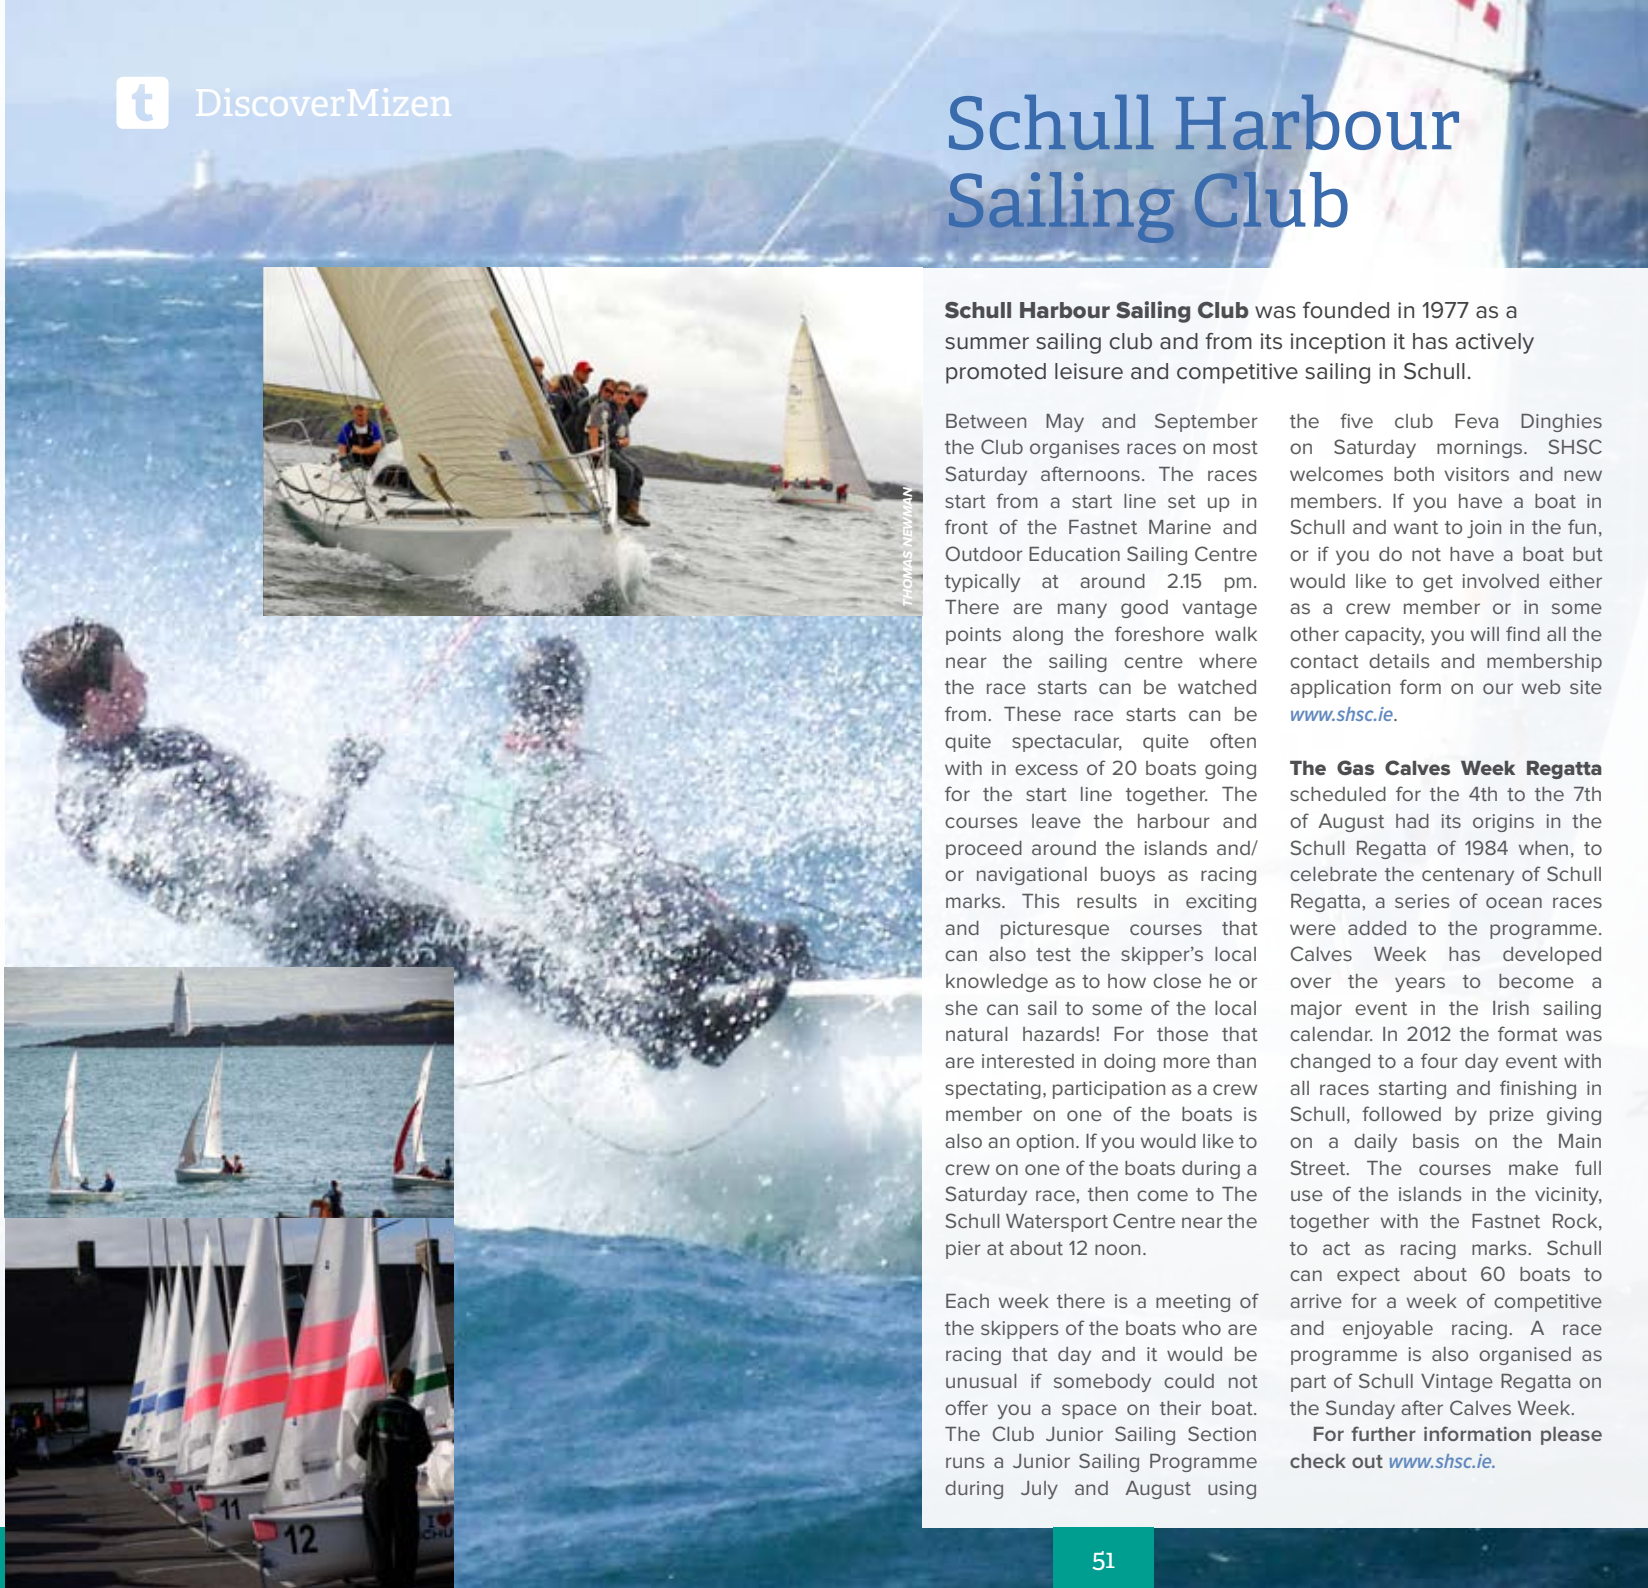 t DiscoverMizen
Schull Harbour
Sailing Club
THOMAS NEWMAN
Schull Harbour Sailing Club was founded in 1977 as a
summer sailing club and from its inception it has actively
promoted leisure and competitive sailing in Schull.
Between May and September
the Club organises races on most
Saturday afternoons. The races
start from a start line set up in
front of the Fastnet Marine and
Outdoor Education Sailing Centre
typically at around 2.15 pm.
There are many good vantage
points along the foreshore walk
near the sailing centre where
the race starts can be watched
from. These race starts can be
quite spectacular, quite often
with in excess of 20 boats going
for the start line together. The
courses leave the harbour and
proceed around the islands and/
or navigational buoys as racing
marks. This results in exciting
and picturesque courses that
can also test the skipper's local
knowledge as to how close he or
she can sail to some of the local
natural hazards! For those that
are interested in doing more than
spectating, participation as a crew
member on one of the boats is
also an option. If you would like to
crew on one of the boats during a
Saturday race, then come to The
Schull Watersport Centre near the
pier at about 12 noon.
Each week there is a meeting of
the skippers of the boats who are
racing that day and it would be
unusual if somebody could not
offer you a space on their boat.
The Club Junior Sailing Section
runs a Junior Sailing Programme
during July and August using
the five club Feva Dinghies
on Saturday mornings. SHSC
welcomes both visitors and new
members. If you have a boat in
Schull and want to join in the fun,
or if you do not have a boat but
would like to get involved either
as a crew member or in some
other capacity, you will find all the
contact details and membership
application form on our web site
www.shsc.ie.
The Gas Calves Week Regatta
scheduled for the 4th to the 7th
of August had its origins in the
Schull Regatta of 1984 when, to
celebrate the centenary of Schull
Regatta, a series of ocean races
were added to the programme.
Calves Week has developed
over the years to become a
major event in the Irish sailing
calendar. In 2012 the format was
changed to a four day event with
all races starting and finishing in
Schull, followed by prize giving
on a daily basis on the Main
Street. The courses make full
use of the islands in the vicinity,
together with the Fastnet Rock,
to act as racing marks. Schull
can expect about 60 boats to
arrive for a week of competitive
and enjoyable racing. A race
programme is also organised as
part of Schull Vintage Regatta on
the Sunday after Calves Week.
For further information please
check out www.shsc.ie.
9
11
12
I
SCHU
51